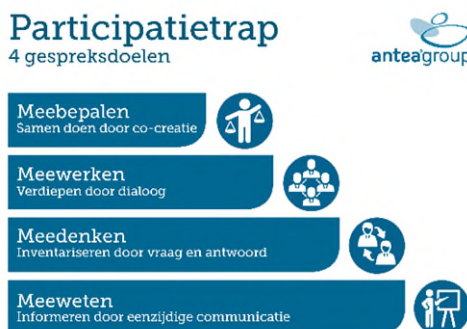 Participatietrap
4 gespreksdoelen
anteagroup
Meebepalen
Samen doen door co-creatie
Meewerken
Verdiepen door dialoog
Meedenken
Inventariseren door vraag en antwoord
Meeweten
Informeren door eenzijdige communicatie